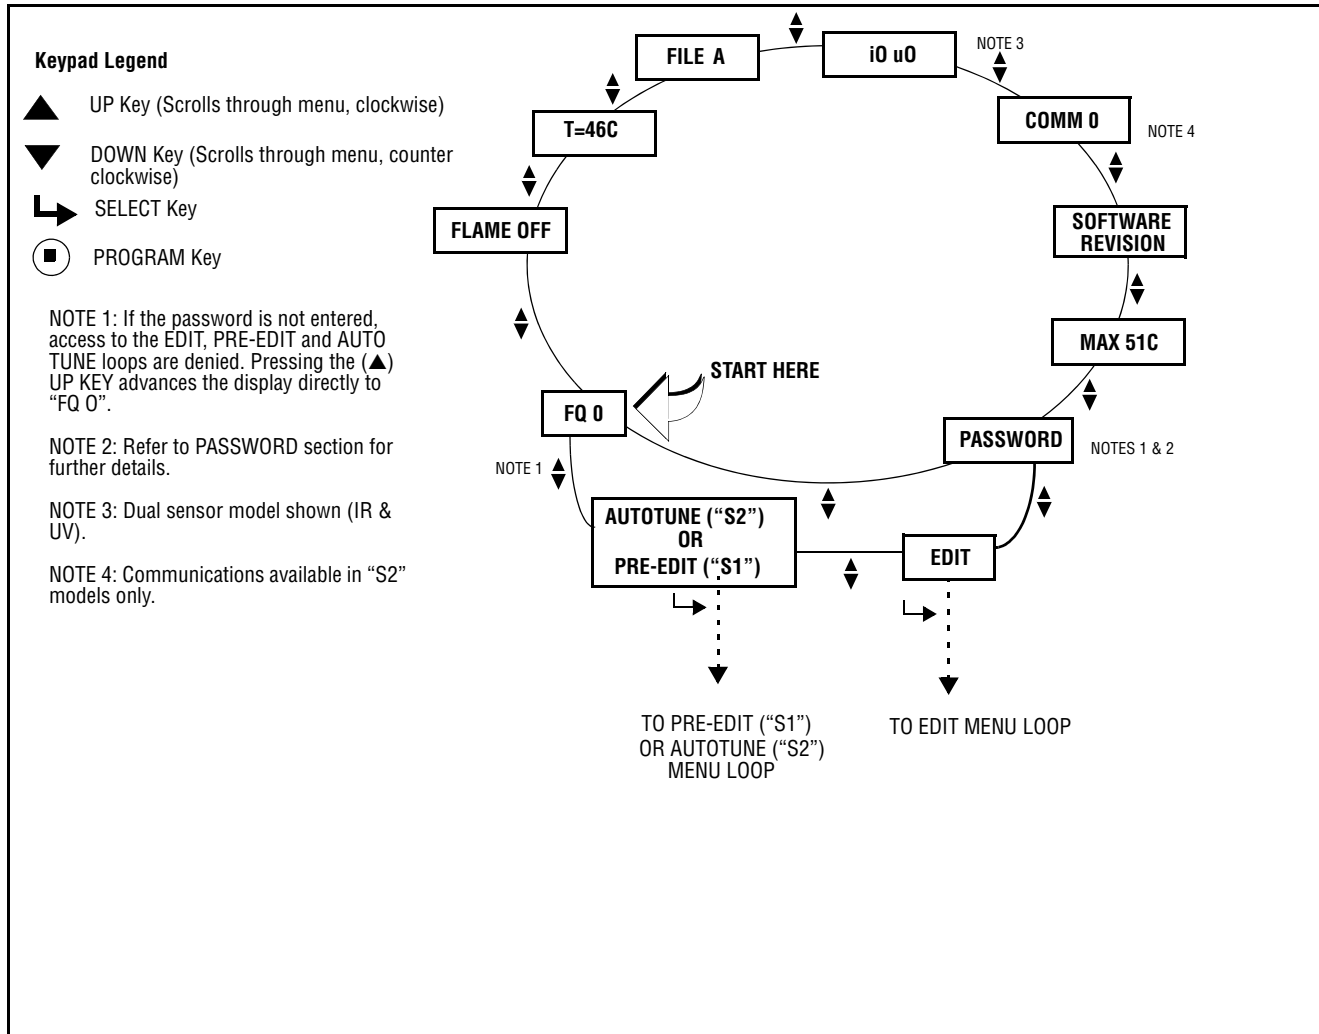 Keypad Legend
UP Key (Scrolls through menu, clockwise)
DOWN Key (Scrolls through menu, counter
clockwise)
SELECT Key
PROGRAM Key
NOTE 1: If the password is not entered,
access to the EDIT, PRE-EDIT and AUTO
TUNE loops are denied. Pressing the (▲)
UP KEY advances the display directly to
“FQ 0”.
NOTE 2: Refer to PASSWORD section for
further details.
NOTE 3: Dual sensor model shown (IR &
UV).
NOTE 4: Communications available in “S2”
models only.
FILE A
iO uO
NOTE 3
T=46C
COMM 0
NOTE 4
FLAME OFF
SOFTWARE
REVISION
MAX 51C
START HERE
FQ 0
PASSWORD
NOTES 1 & 2
NOTE 1
AUTOTUNE (“S2”)
OR
PRE-EDIT (“S1”)
EDIT
TO PRE-EDIT (“S1”)
OR AUTOTUNE (“S2”)
MENU LOOP
TO EDIT MENU LOOP